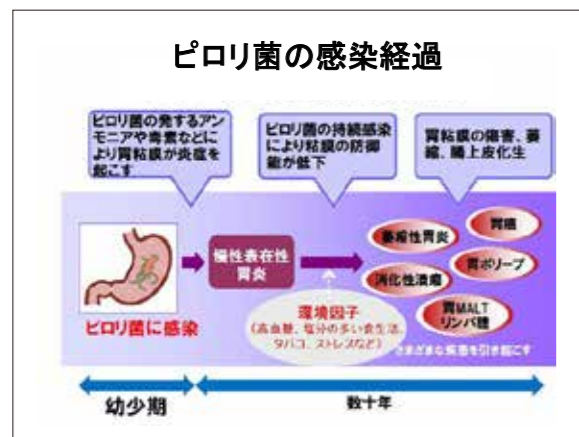 ピロリ菌の感染経過
ピロリ菌の発するアン
モニアや毒素などに
より胃粘膜が炎症を
起こす
ピロリ菌の持続感染
により粘膜の防御
能が低下
胃粘膜の傷害、萎
縮、腸上皮化生
ピロリ菌に感染
慢性表在性
胃炎
環境因子
(高血糖、塩分の多い食生活、
タバコ、ストレスなど)
萎縮性胃炎
胃癌
消化性潰瘍
胃ポリープ
胃MALT
リンパ腫
さまざまな疾患を引き起こす
幼少期
数十年